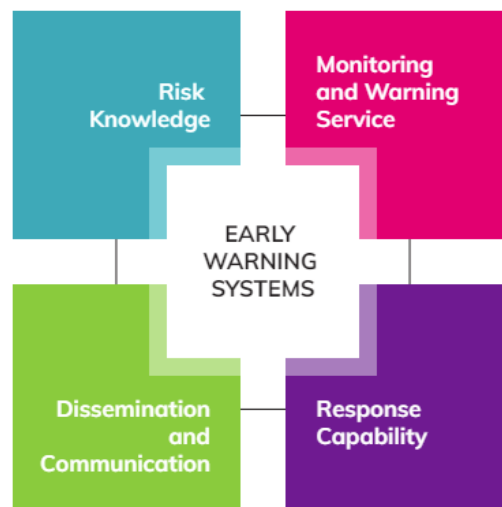 Risk
Knowledge
Monitoring
and Warning
Service
EARLY
WARNING
SYSTEMS
Dissemination
and
Communication
Response
Capability